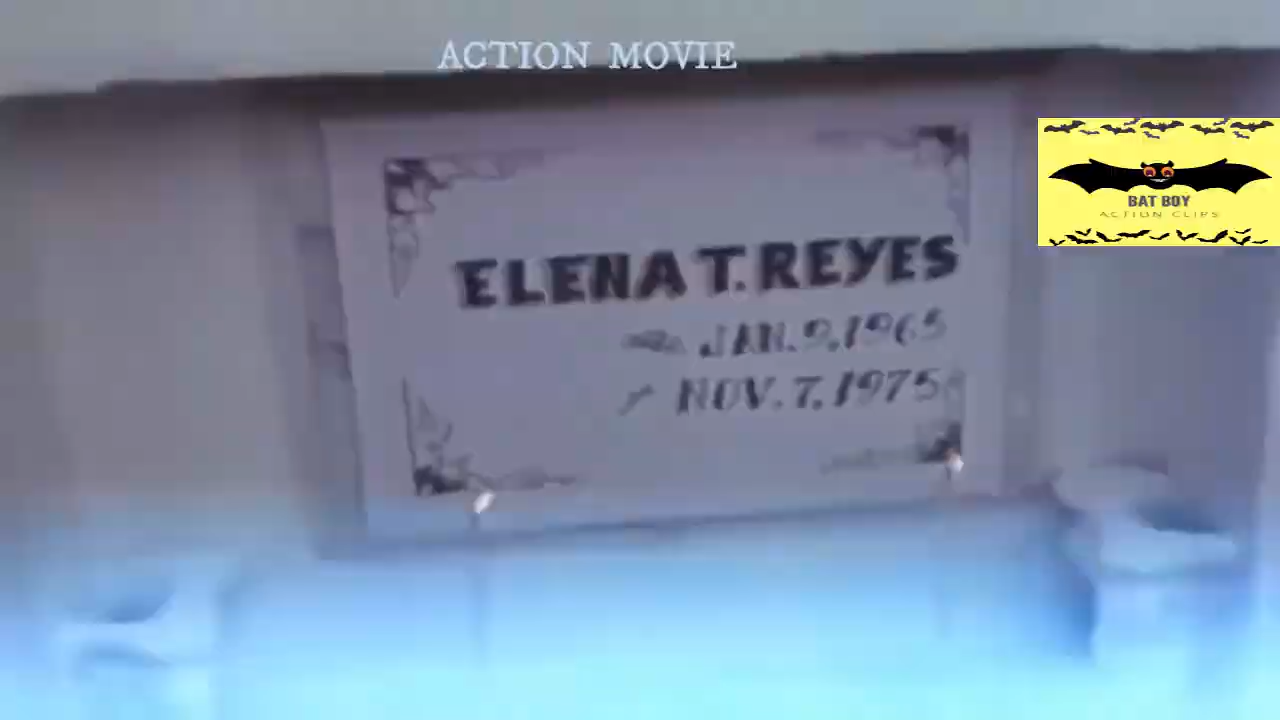 ACTION MOVIE
BAT BOY
ACTION CLIPS
ELENA T. REYES
JAN. 9, 1965
NOV. 7, 1975